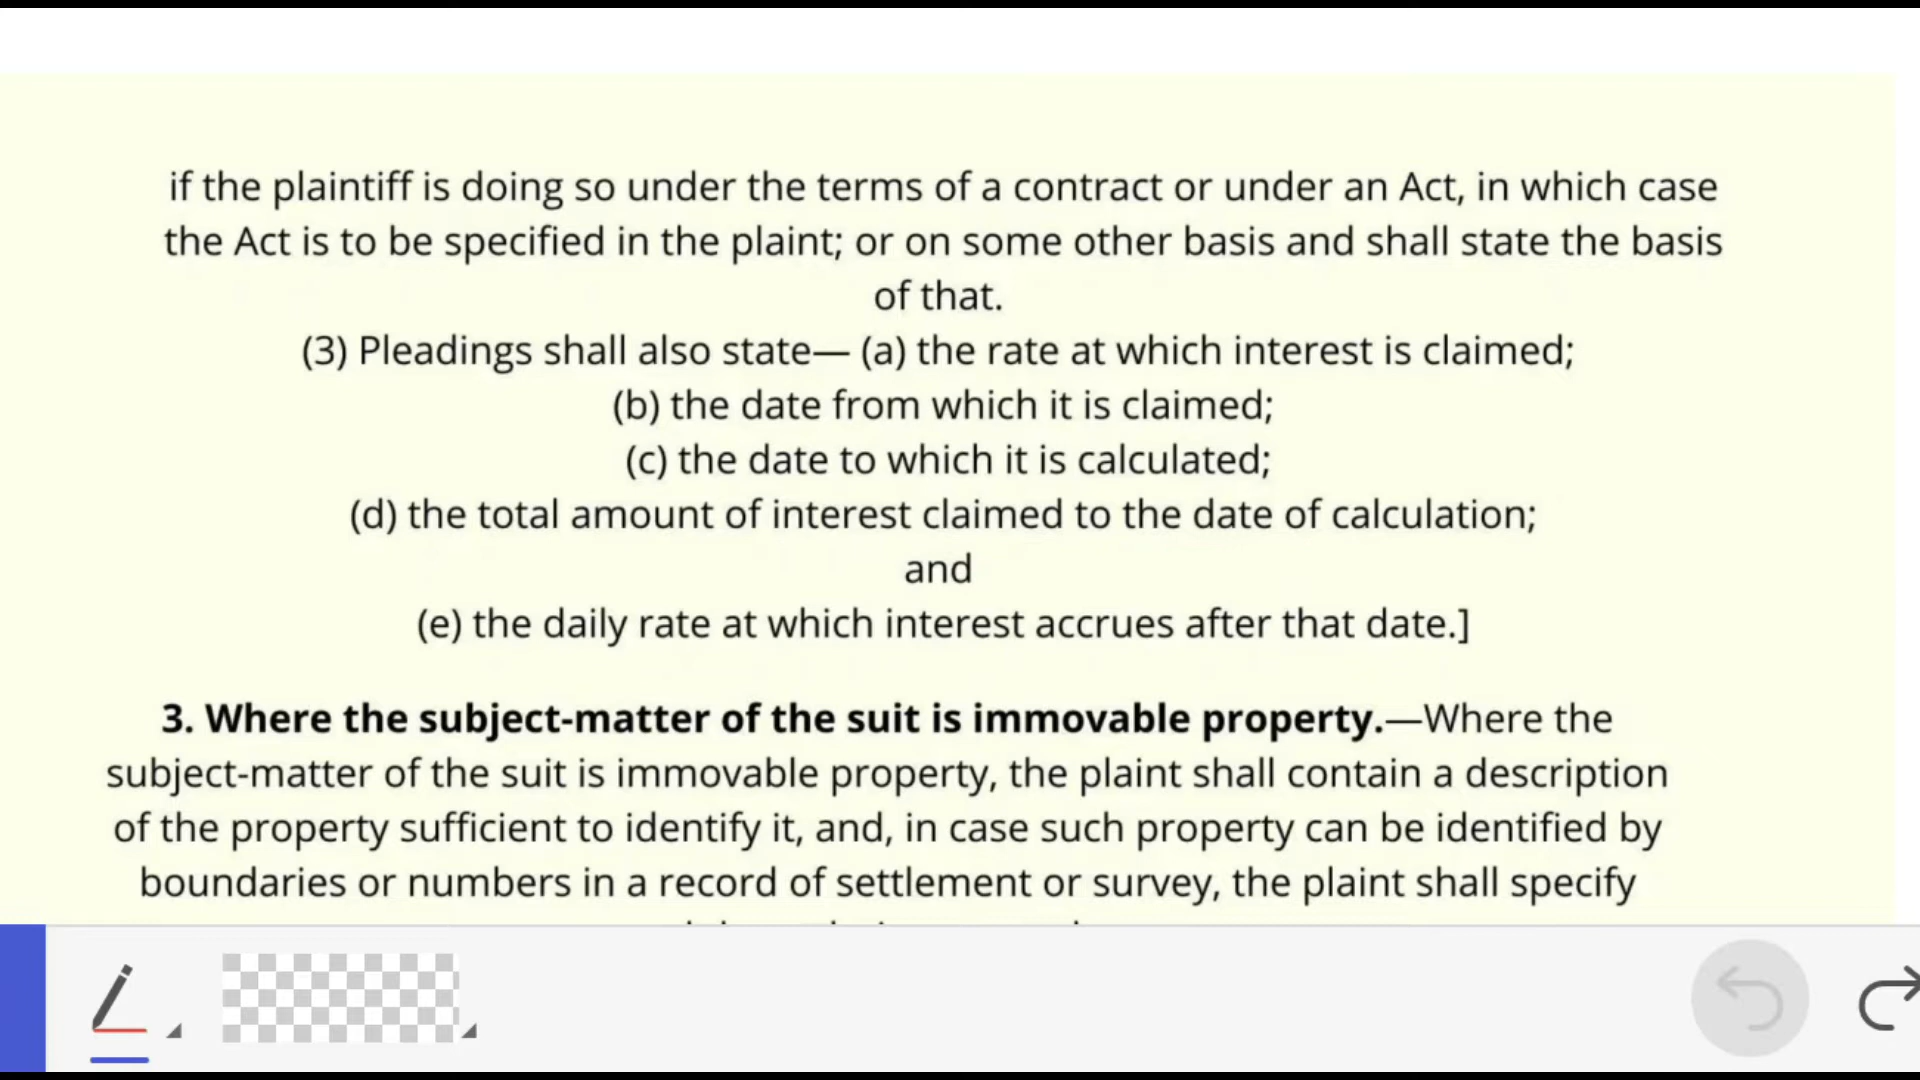 if the plaintiff is doing so under the terms of a contract or under an Act, in which case
the Act is to be specified in the plaint; or on some other basis and shall state the basis
of that.
(3) Pleadings shall also state— (a) the rate at which interest is claimed;
(b) the date from which it is claimed;
(c) the date to which it is calculated;
(d) the total amount of interest claimed to the date of calculation;
and
(e) the daily rate at which interest accrues after that date.]
3. Where the subject-matter of the suit is immovable property.—Where the
subject-matter of the suit is immovable property, the plaint shall contain a description
of the property sufficient to identify it, and, in case such property can be identified by
boundaries or numbers in a record of settlement or survey, the plaint shall specify